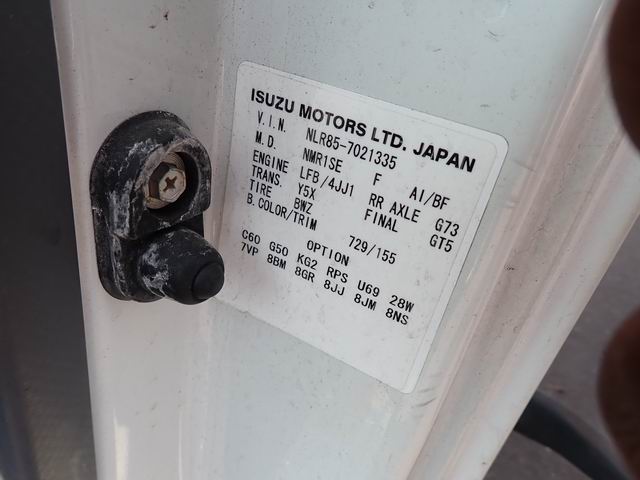 ISUZU MOTORS LTD. JAPAN
V.I.N. NLR85-7021335
M.D. NMR1SE F AI/BF
ENGINE LFB/4JJ1 RR AXLE G73
TRANS. Y5X FINAL GT5
TIRE BWZ
B.COLOR/TRIM 729/155
OPTION
C60 G50 KG2 RPS U69 28W
7VP 8BM 8GR 8JJ 8JM 8NS